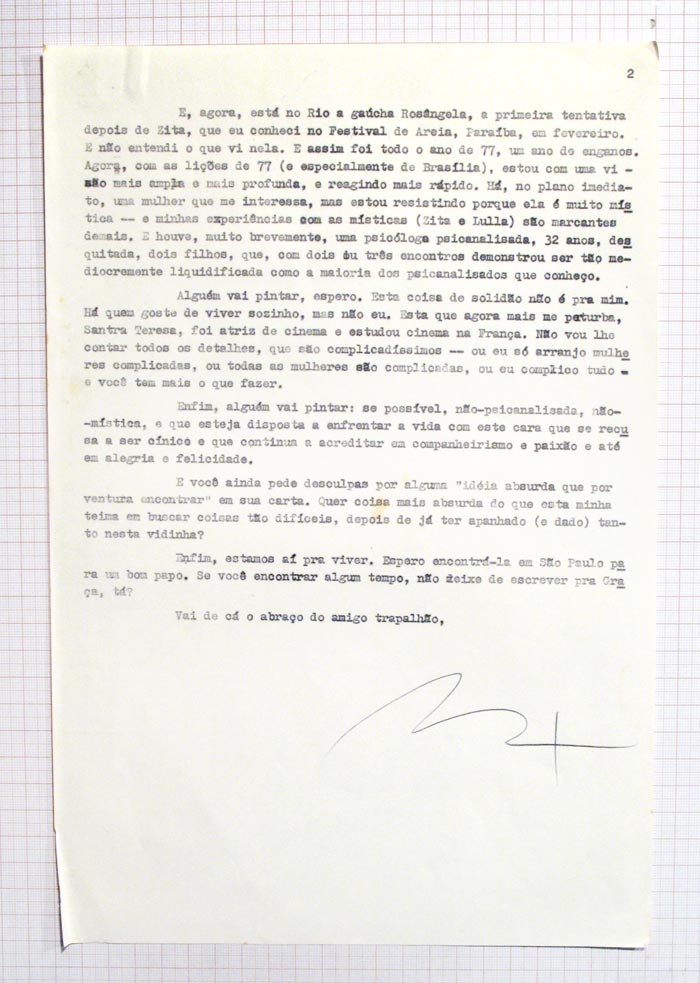 2
E, agora, está no Rio a gaúcha Rosângela, a primeira tentativa
depois de Zita, que eu conheci no Festival de Areia, Paraíba, em fevereiro.
E não entendi o que vi nela. E assim foi todo o ano de 77, um ano de enganos.
Agora, com as lições de 77 (e especialmente de Brasília), estou com uma vi -
são mais ampla e mais profunda, e reagindo mais rápido. Há, no plano imedia-
to, uma mulher que me interessa, mas estou resistindo porque ela é muito mís
tica -- e minhas experiências com as místicas (Zita e Lulla) são marcantes
demais. E houve, muito brevemente, uma psicóloga psicanalisada, 32 anos, des
quitada, dois filhos, que, com dois ou três encontros demonstrou ser tão me-
diocremente liquidificada como a maioria dos psicanalisados que conheço.
Alguém vai pintar, espero. Esta coisa de solidão não é pra mim.
Há quem goste de viver sozinho, mas não eu. Esta que agora mais me peturba,
Santra Teresa, foi atriz de cinema e estudou cinema na França. Não vou lhe
contar todos os detalhes, que são complicadíssimos -- ou eu só arranjo mulhe
res complicadas, ou todas as mulheres são complicadas, ou eu complico tudo -
e você tem mais o que fazer.
Enfim, alguém vai pintar: se possível, não-psicanalisada, não-
-mística, e que esteja disposta a enfrentar a vida com este cara que se recu
sa a ser cínico e que continua a acreditar em companheirismo e paixão e até
em alegria e felicidade.
E você ainda pede desculpas por alguma "idéia absurda que por
ventura encontrar" em sua carta. Quer coisa mais absurda do que esta minha
teima em buscar coisas tão difíceis, depois de já ter apanhado (e dado) tan-
to nesta vidinha?
Enfim, estamos aí pra viver. Espero encontrá-la em São Paulo pa
ra um bom papo. Se você encontrar algum tempo, não deixe de escrever pra Gra
ça, tá?
Vai de cá o abraço do amigo trapalhão,